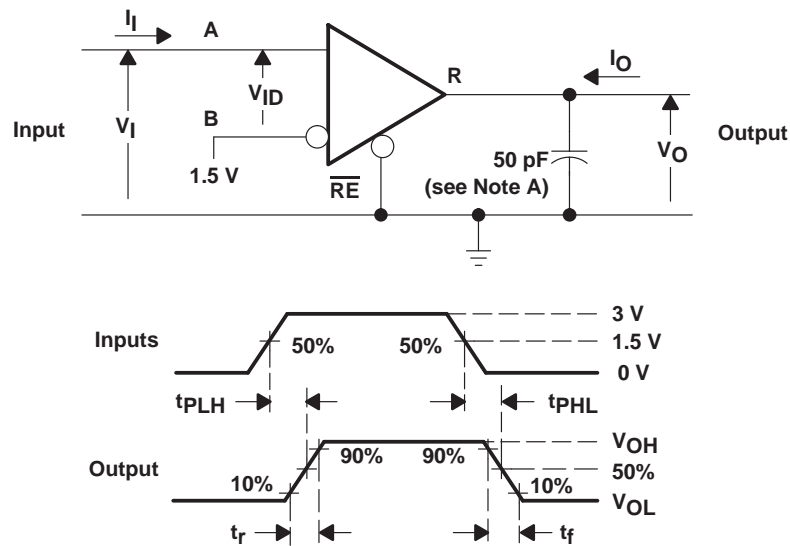 I_I
A
I_O
R
V_ID
Input
V_I
B
1.5 V
RE
50 pF
(see Note A)
V_O
Output
Inputs
50%
50%
3 V
1.5 V
0 V
t_PLH
t_PHL
Output
10%
90%
90%
10%
V_OH
50%
V_OL
t_r
t_f